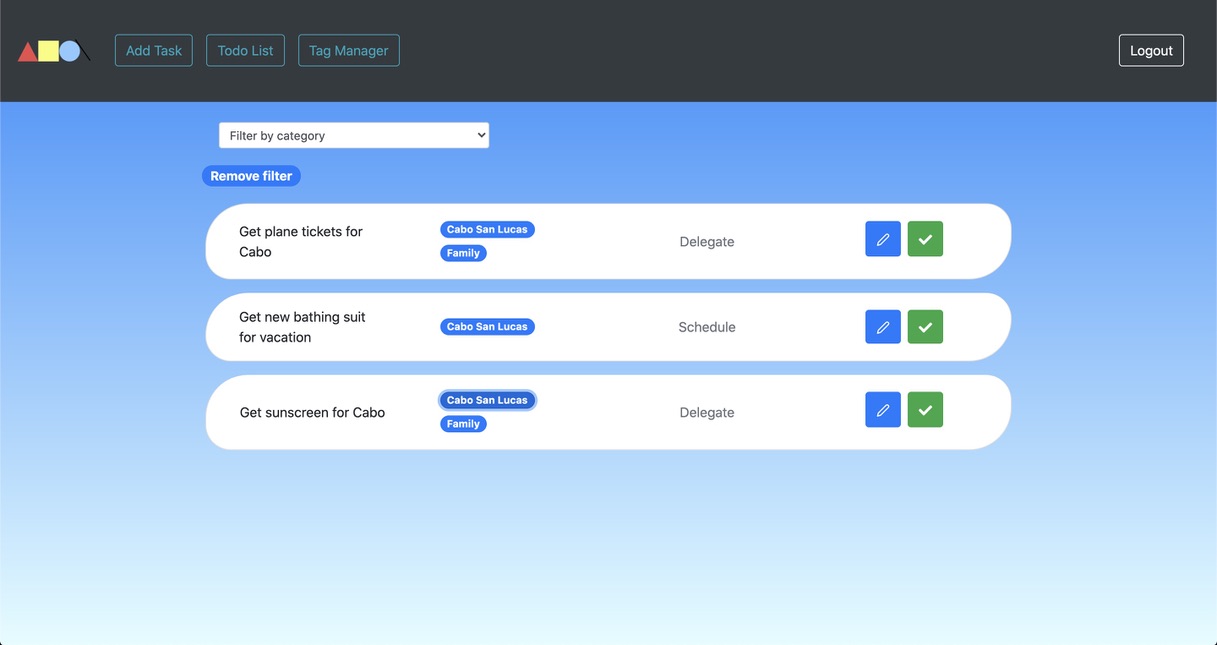 Add Task
Todo List
Tag Manager
Logout
Filter by category
Remove filter
Get plane tickets for
Cabo
Cabo San Lucas
Family
Delegate
Get new bathing suit
for vacation
Cabo San Lucas
Schedule
Get sunscreen for Cabo
Cabo San Lucas
Family
Delegate